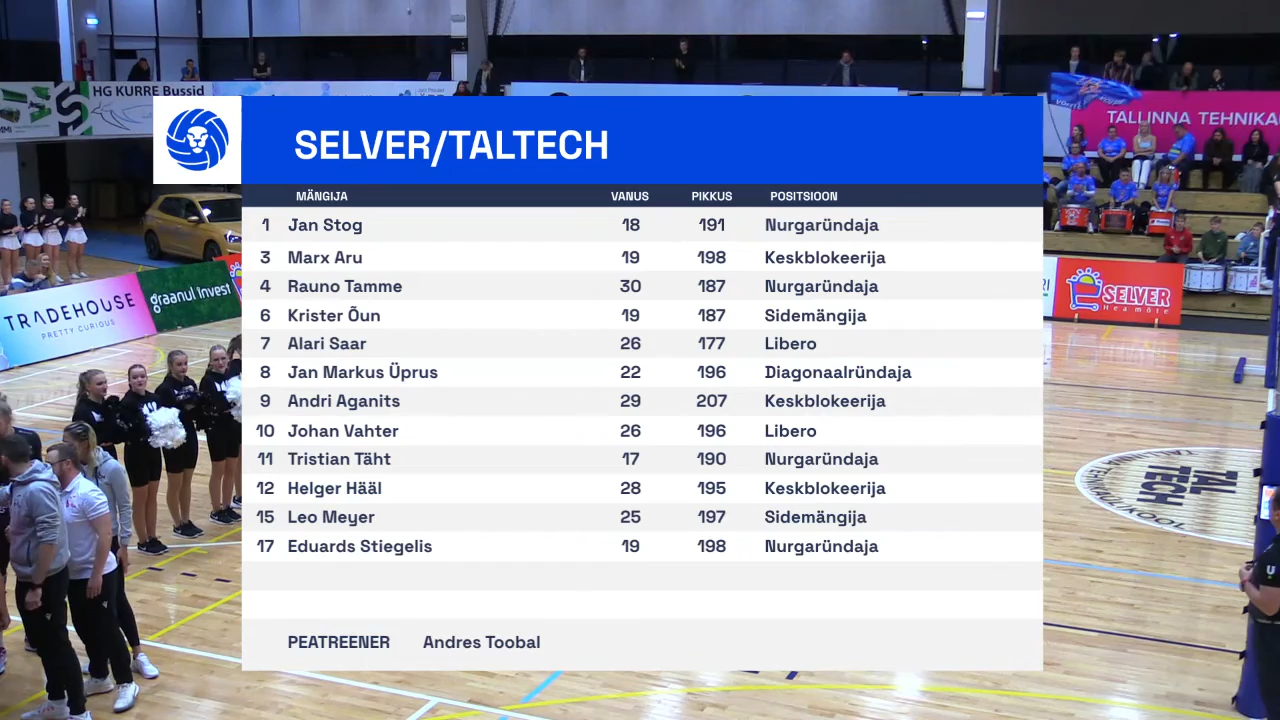 HG KURRE Bussid
TALLINNA TEHNIKA
SELVER/TALTECH
MÄNGIJA VANUS PIKKUS POSITSIOON
1 Jan Stog 18 191 Nurgaründaja
3 Marx Aru 19 198 Keskblokeerija
4 Rauno Tamme 30 187 Nurgaründaja
6 Krister Õun 19 187 Sidemängija
7 Alari Saar 26 177 Libero
8 Jan Markus Üprus 22 196 Diagonaalründaja
9 Andri Aganits 29 207 Keskblokeerija
10 Johan Vahter 26 196 Libero
11 Tristian Täht 17 190 Nurgaründaja
12 Helger Hääl 28 195 Keskblokeerija
15 Leo Meyer 25 197 Sidemängija
17 Eduards Stiegelis 19 198 Nurgaründaja
PEATREENER Andres Toobal
TRADEHOUSE
PRETTY CURIOUS
graanul invest
SELVER
Hea mõte
TAL
TECH